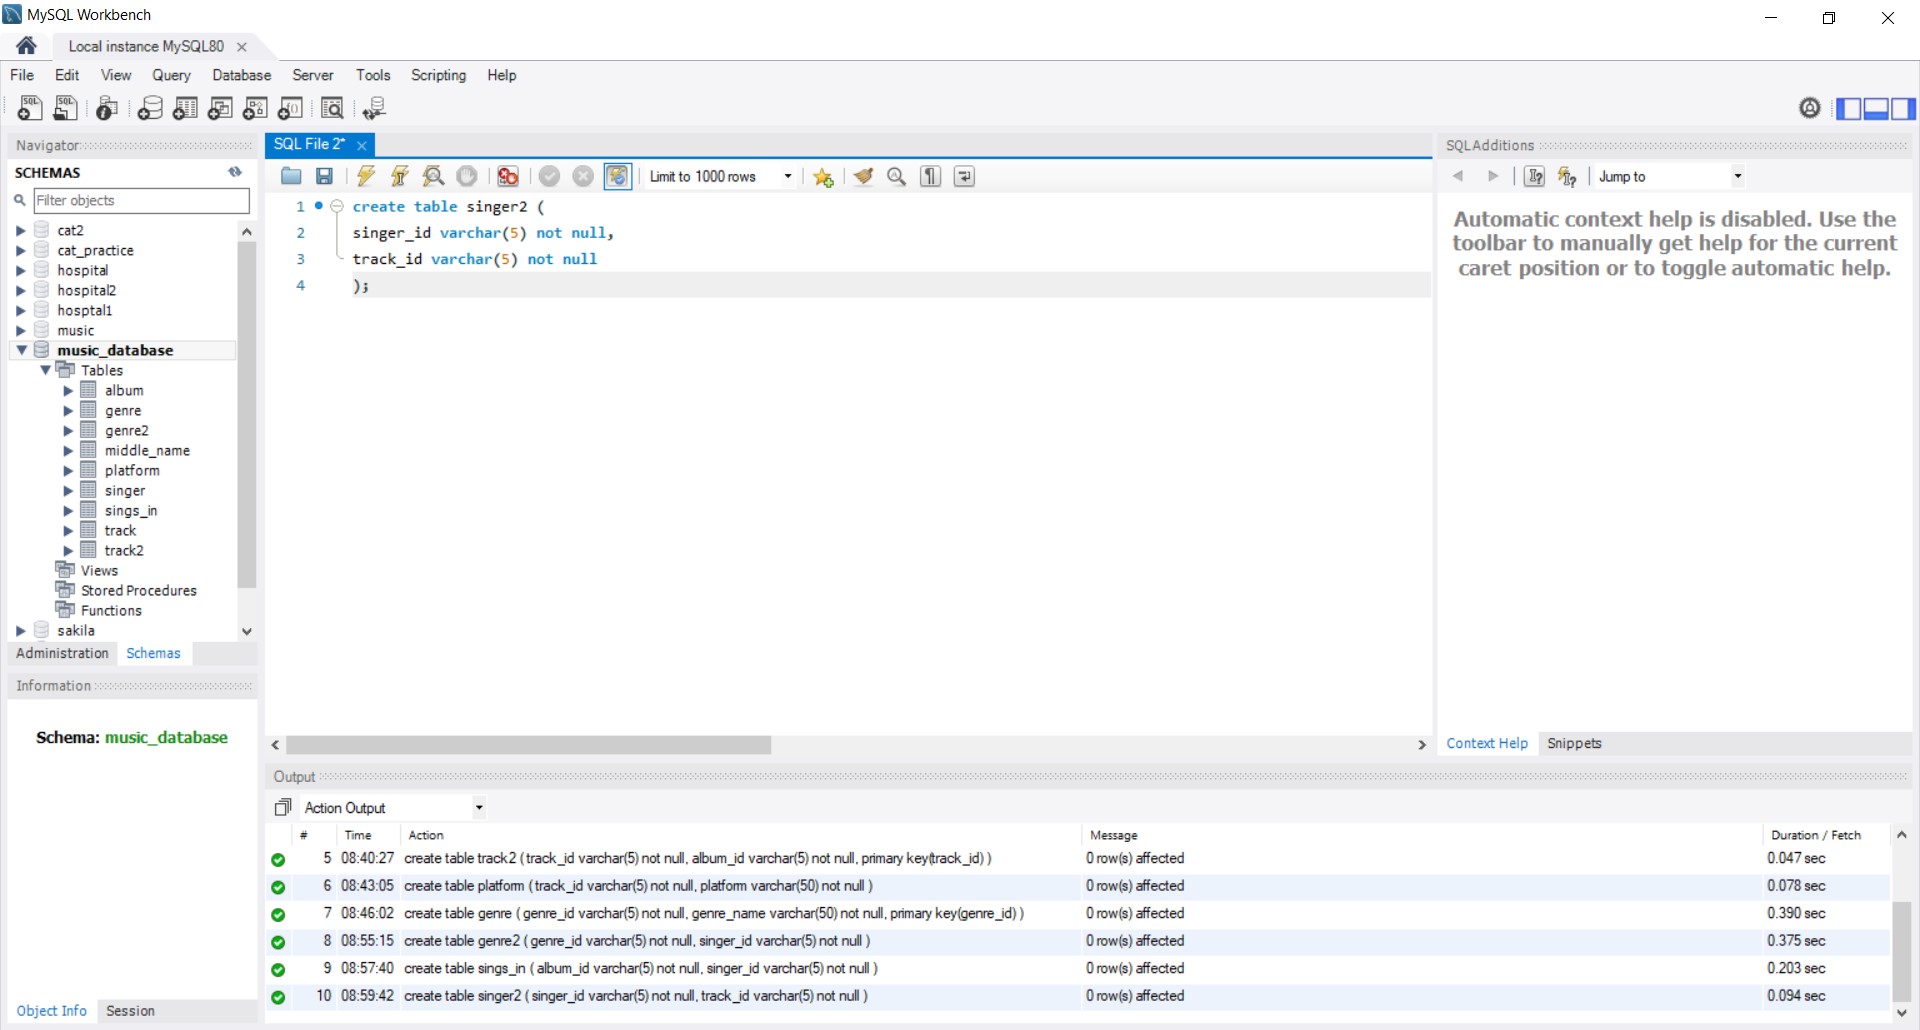 MySQL Workbench
Local instance MySQL80
File Edit View Query Database Server Tools Scripting Help
Navigator
SCHEMAS
Filter objects
cat2
cat_practice
hospital
hospital2
hosptal1
music
music_database
Tables
album
genre
genre2
middle_name
platform
singer
sings_in
track
track2
Views
Stored Procedures
Functions
sakila
Administration Schemas
Information
Schema: music_database
Object Info Session
SQL File 2*
Limit to 1000 rows
1 create table singer2 (
2 singer_id varchar(5) not null,
3 track_id varchar(5) not null
4 );
SQLAdditions
Jump to
Automatic context help is disabled. Use the
toolbar to manually get help for the current
caret position or to toggle automatic help.
Context Help Snippets
Output
Action Output
# Time Action Message Duration / Fetch
5 08:40:27 create table track2 ( track_id varchar(5) not null, album_id varchar(5) not null, primary key(track_id) ) 0 row(s) affected 0.047 sec
6 08:43:05 create table platform ( track_id varchar(5) not null, platform varchar(50) not null ) 0 row(s) affected 0.078 sec
7 08:46:02 create table genre ( genre_id varchar(5) not null, genre_name varchar(50) not null, primary key(genre_id) ) 0 row(s) affected 0.390 sec
8 08:55:15 create table genre2 ( genre_id varchar(5) not null, singer_id varchar(5) not null ) 0 row(s) affected 0.375 sec
9 08:57:40 create table sings_in ( album_id varchar(5) not null, singer_id varchar(5) not null ) 0 row(s) affected 0.203 sec
10 08:59:42 create table singer2 ( singer_id varchar(5) not null, track_id varchar(5) not null ) 0 row(s) affected 0.094 sec